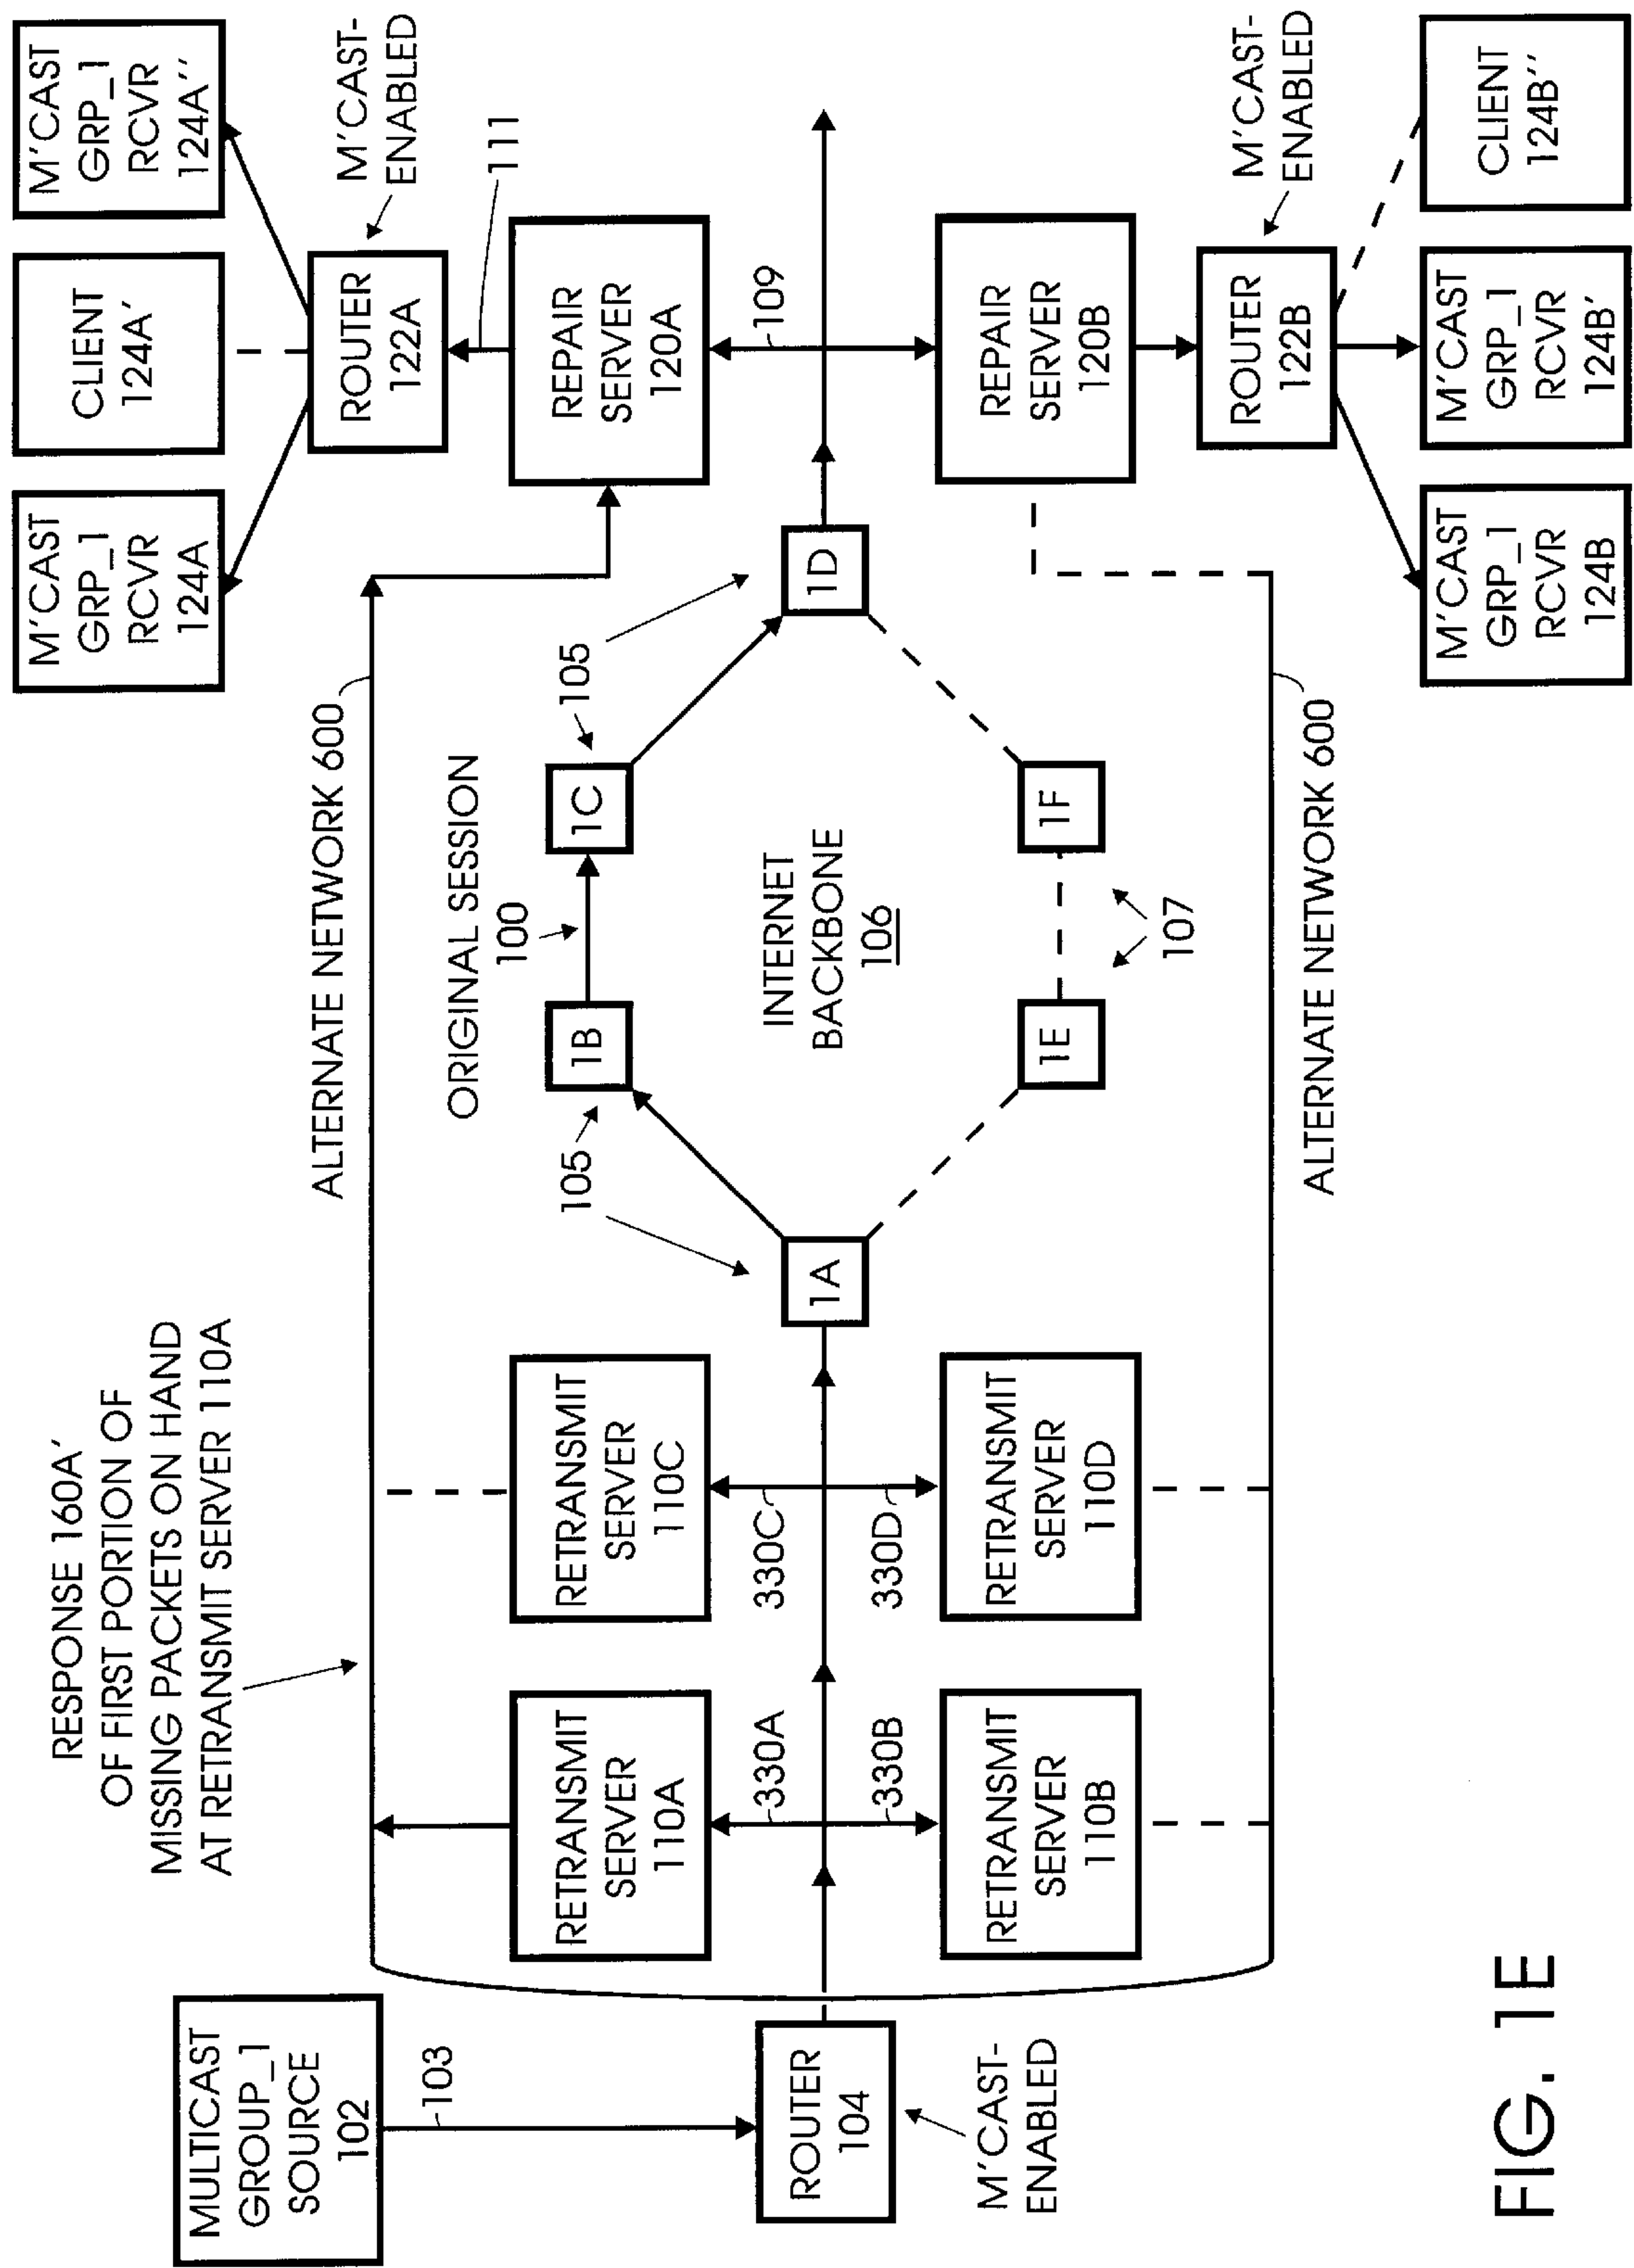 RESPONSE 160A'
OF FIRST PORTION OF
MISSING PACKETS ON HAND
AT RETRANSMIT SERVER 110A
MULTICAST
GROUP_1
SOURCE
102
103
ROUTER
104
M'CAST-
ENABLED
RETRANSMIT
SERVER
110A
330A
330B
RETRANSMIT
SERVER
110B
RETRANSMIT
SERVER
110C
330C
330D
RETRANSMIT
SERVER
110D
ALTERNATE NETWORK 600
ORIGINAL SESSION
100
105
105
1A
1B
1C
1D
1E
1F
INTERNET
BACKBONE
106
107
ALTERNATE NETWORK 600
M'CAST
GRP_1
RCVR
124A
CLIENT
124A'
M'CAST
GRP_1
RCVR
124A''
ROUTER
122A
M'CAST-
ENABLED
111
REPAIR
SERVER
120A
109
REPAIR
SERVER
120B
ROUTER
122B
M'CAST-
ENABLED
M'CAST
GRP_1
RCVR
124B
M'CAST
GRP_1
RCVR
124B'
CLIENT
124B''
FIG. 1E